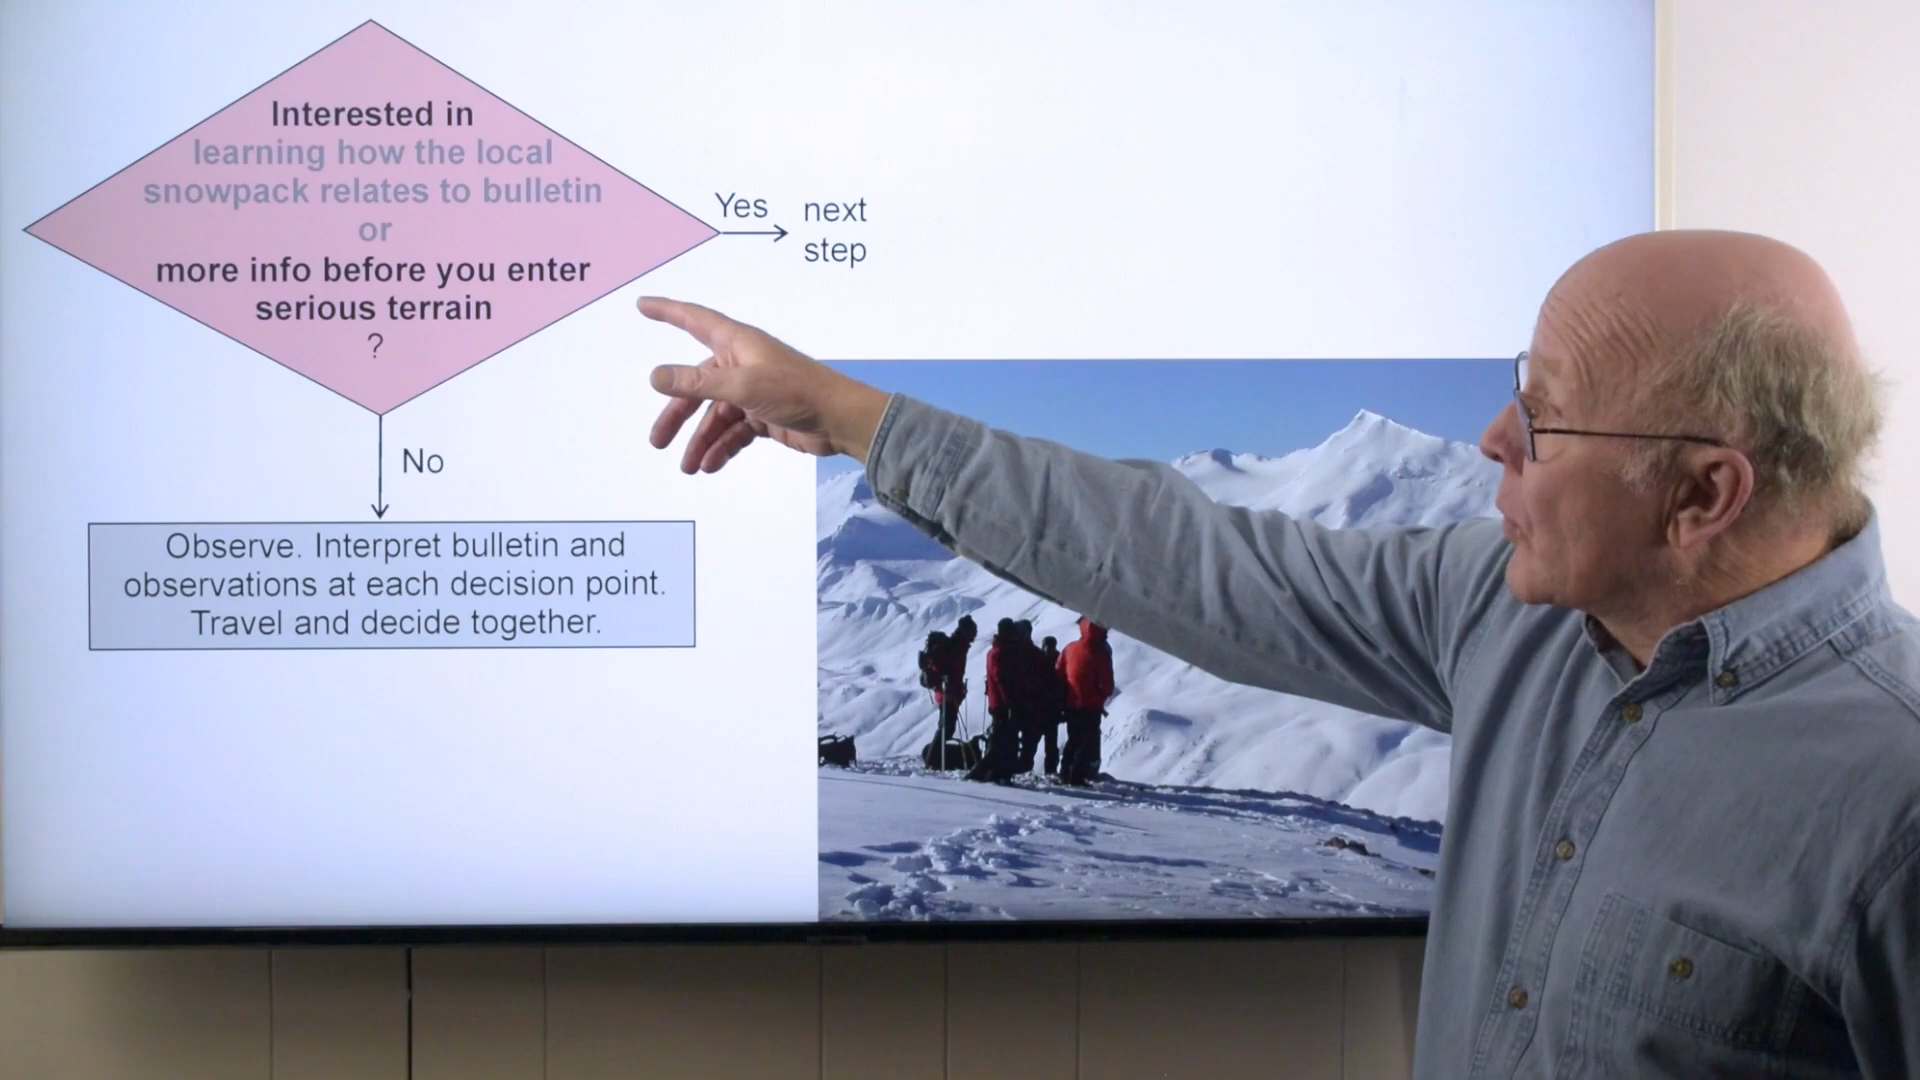 Interested in
learning how the local
snowpack relates to bulletin
or
more info before you enter
serious terrain
?
Yes
next
step
No
Observe. Interpret bulletin and
observations at each decision point.
Travel and decide together.